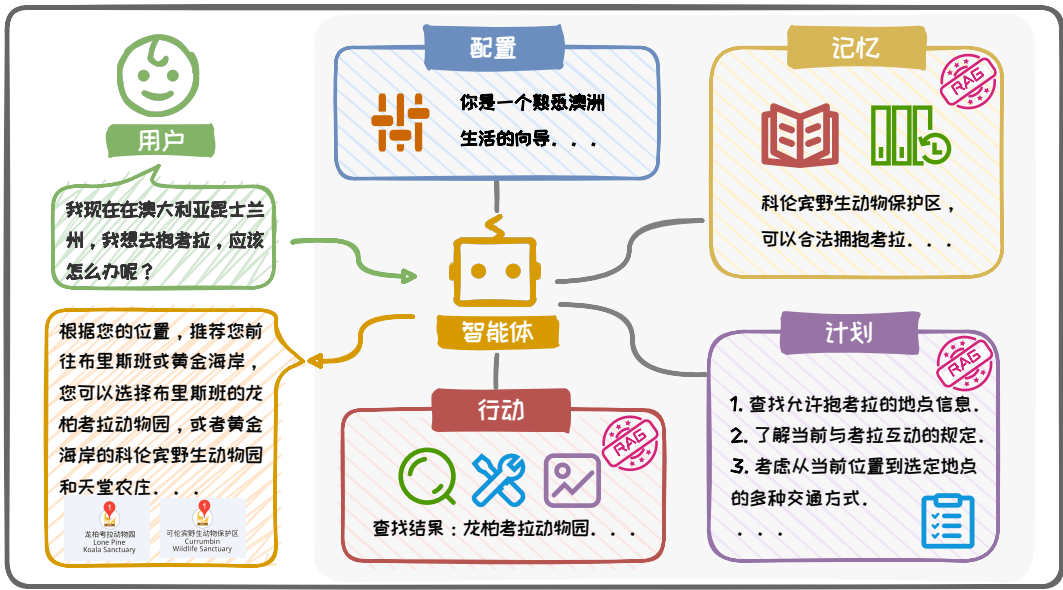 用户
我现在在澳大利亚昆士兰
州，我想去抱考拉，应该
怎么办呢？
根据您的位置，推荐您前
往布里斯班或黄金海岸，
您可以选择布里斯班的龙
柏考拉动物园，或者黄金
海岸的科伦宾野生动物园
和天堂农庄．．．
1
龙柏考拉动物园
Lone Pine
Koala Sanctuary
1
可伦宾野生动物保护区
Currumbin
Wildlife Sanctuary
配置
你是一个熟悉澳洲
生活的向导．．．
智能体
行动
RAG
查找结果：龙柏考拉动物园．．．
记忆
RAG
科伦宾野生动物保护区，
可以合法拥抱考拉．．．
计划
RAG
1. 查找允许抱考拉的地点信息．
2. 了解当前与考拉互动的规定．
3. 考虑从当前位置到选定地点
的多种交通方式．
．．．